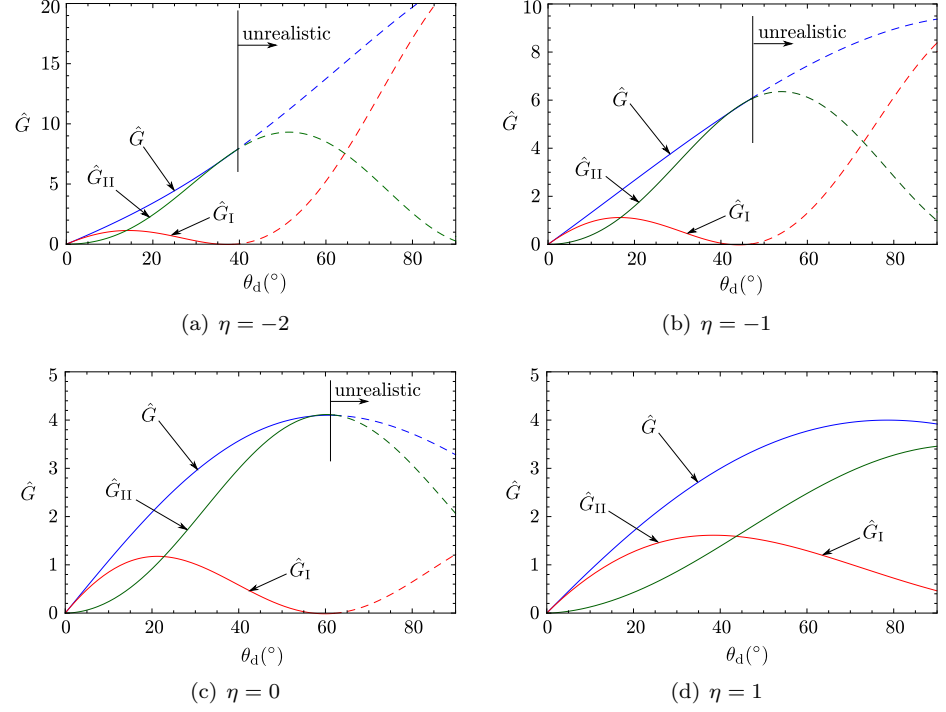 20
15
10
5
0
Ĝ
unrealistic
Ĝ
Ĝ_II
Ĝ_I
0 20 40 60 80
θ_d(°)
(a) η = −2
10
8
6
4
2
0
Ĝ
unrealistic
Ĝ
Ĝ_II
Ĝ_I
0 20 40 60 80
θ_d(°)
(b) η = −1
5
4
3
2
1
0
Ĝ
unrealistic
Ĝ
Ĝ_II
Ĝ_I
0 20 40 60 80
θ_d(°)
(c) η = 0
5
4
3
2
1
0
Ĝ
Ĝ
Ĝ_II
Ĝ_I
0 20 40 60 80
θ_d(°)
(d) η = 1